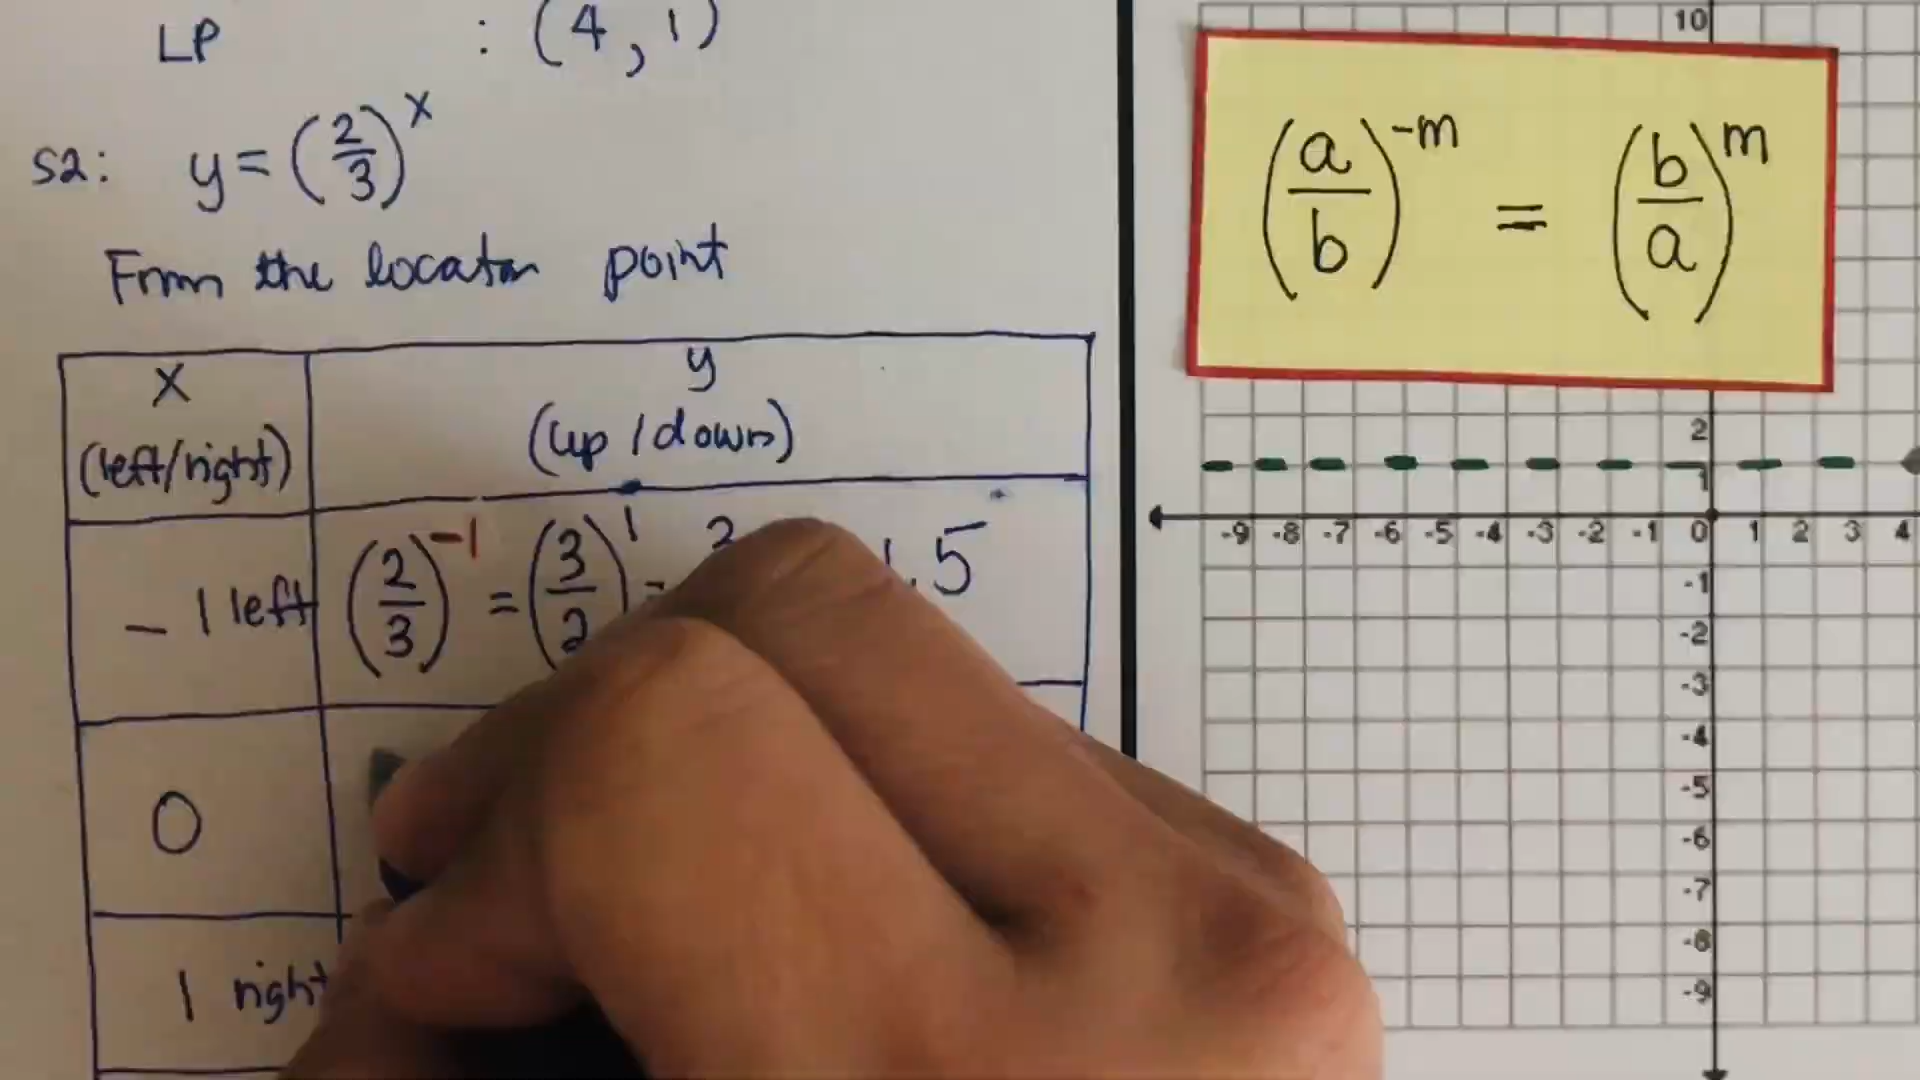 LP : (4, 1)
S2: y = (2/3)^x
From the locator point
x
(left/right)
y
(up/down)
-1 left
(2/3)^-1 = (3/2)^1 =
1.5
0
1 right
(a/b)^-m = (b/a)^m
10
2
1
-9 -8 -7 -6 -5 -4 -3 -2 -1 0 1 2 3 4
-1
-2
-3
-4
-5
-6
-7
-8
-9